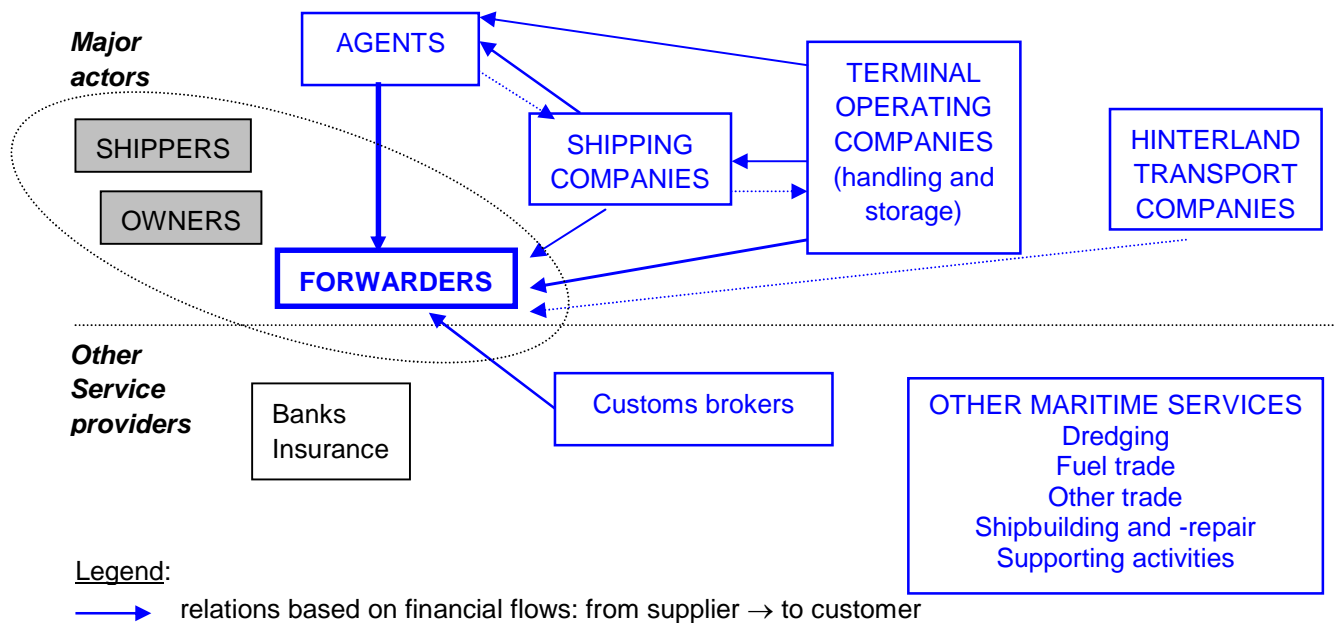 Major
actors
AGENTS
TERMINAL
OPERATING
COMPANIES
(handling and
storage)
SHIPPERS
SHIPPING
COMPANIES
HINTERLAND
TRANSPORT
COMPANIES
OWNERS
FORWARDERS
Other
Service
providers
Banks
Insurance
Customs brokers
OTHER MARITIME SERVICES
Dredging
Fuel trade
Other trade
Shipbuilding and -repair
Supporting activities
Legend:
relations based on financial flows: from supplier → to customer